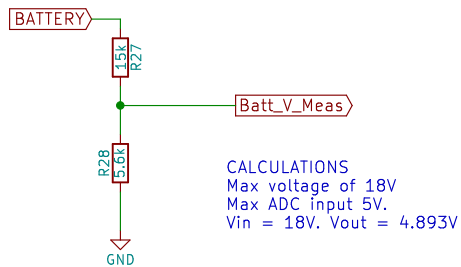 BATTERY
15k
R27
Batt_V_Meas
R28
5.6k
CALCULATIONS
Max voltage of 18V
Max ADC input 5V.
Vin = 18V. Vout = 4.893V
GND